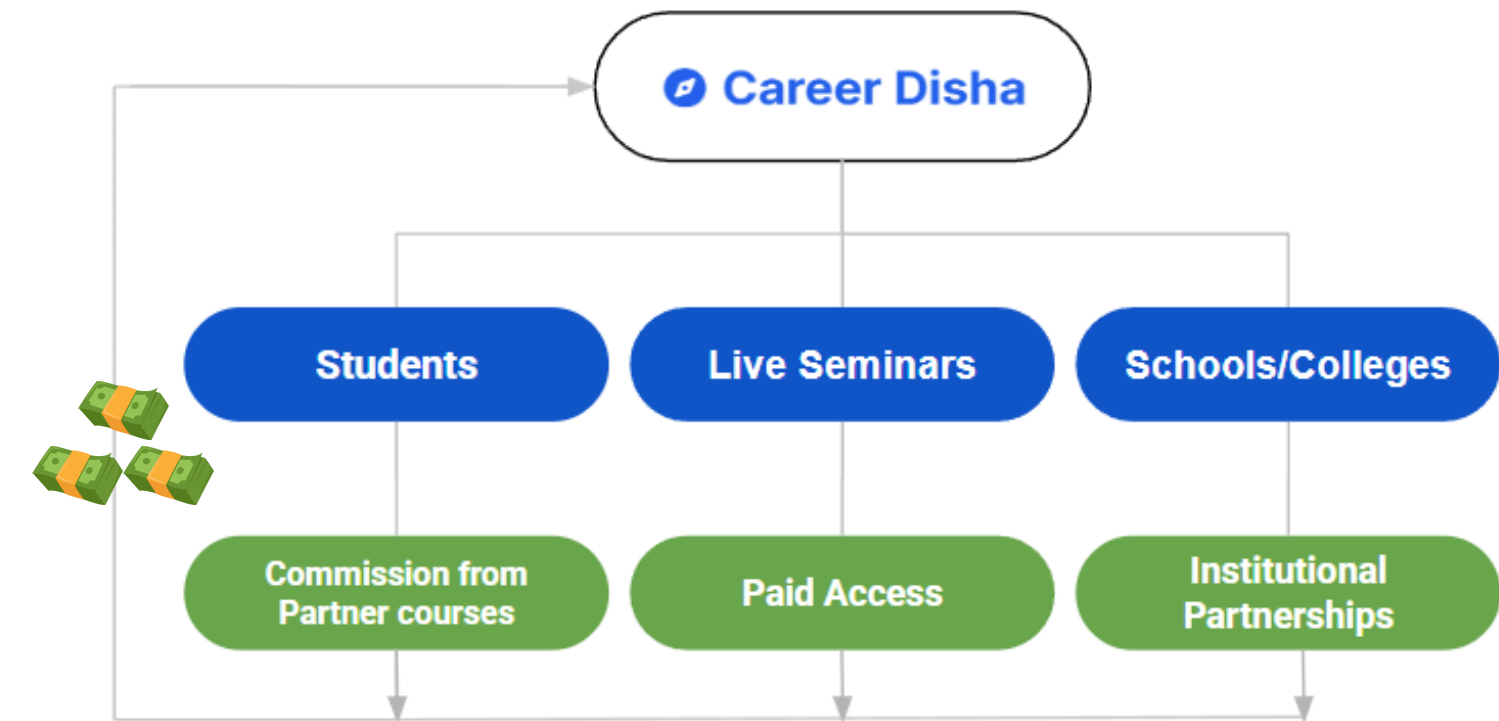 Career Disha
Students
Live Seminars
Schools/Colleges
Commission from
Partner courses
Paid Access
Institutional
Partnerships